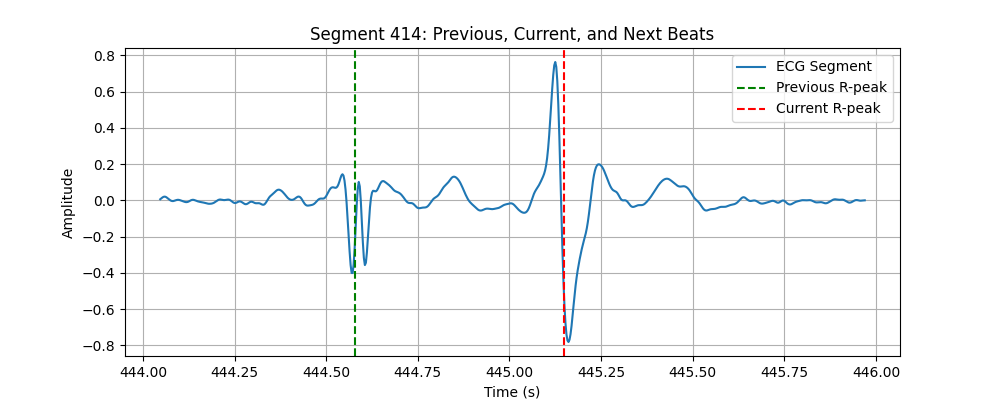 Segment 414: Previous, Current, and Next Beats
ECG Segment
Previous R-peak
Current R-peak
Amplitude
0.8
0.6
0.4
0.2
0.0
−0.2
−0.4
−0.6
−0.8
444.00 444.25 444.50 444.75 445.00 445.25 445.50 445.75 446.00
Time (s)